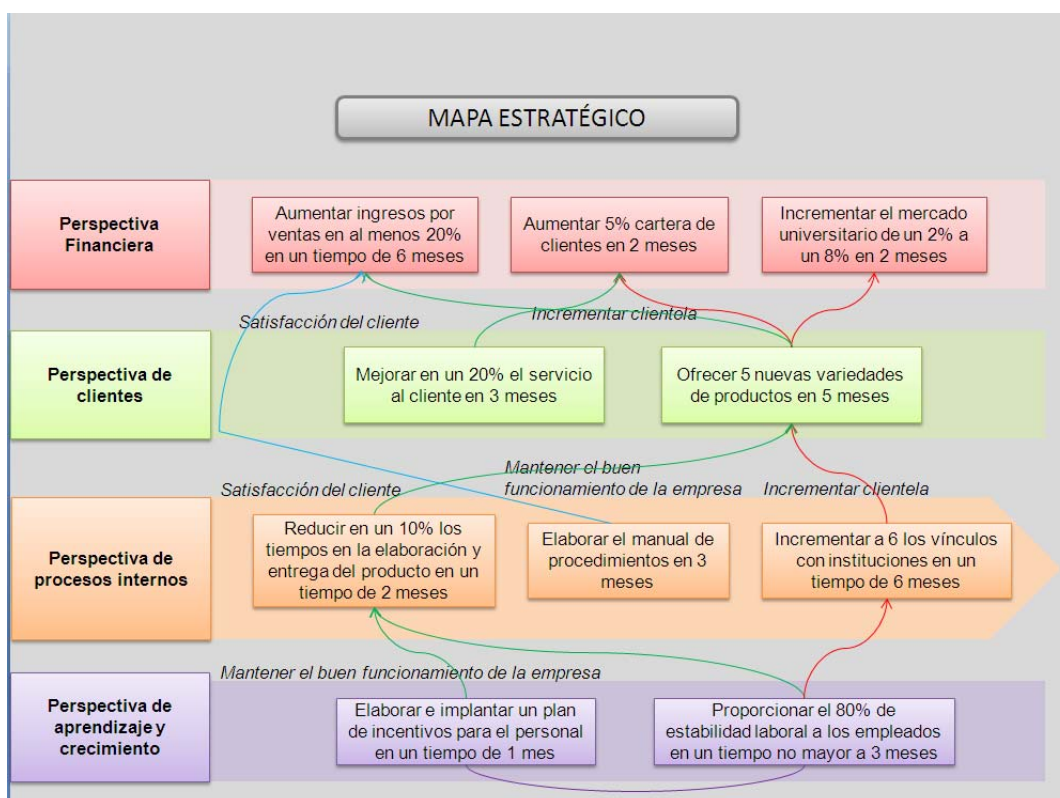 MAPA ESTRATÉGICO
Perspectiva
Financiera
Aumentar ingresos por
ventas en al menos 20%
en un tiempo de 6 meses
Aumentar 5% cartera de
clientes en 2 meses
Incrementar el mercado
universitario de un 2% a
un 8% en 2 meses
Satisfacción del cliente
Incrementar clientela
Perspectiva de
clientes
Mejorar en un 20% el servicio
al cliente en 3 meses
Ofrecer 5 nuevas variedades
de productos en 5 meses
Satisfacción del cliente
Mantener el buen
funcionamiento de la empresa
Incrementar clientela
Perspectiva de
procesos internos
Reducir en un 10% los
tiempos en la elaboración y
entrega del producto en un
tiempo de 2 meses
Elaborar el manual de
procedimientos en 3
meses
Incrementar a 6 los vínculos
con instituciones en un
tiempo de 6 meses
Mantener el buen funcionamiento de la empresa
Perspectiva de
aprendizaje y
crecimiento
Elaborar e implantar un plan
de incentivos para el personal
en un tiempo de 1 mes
Proporcionar el 80% de
estabilidad laboral a los empleados
en un tiempo no mayor a 3 meses